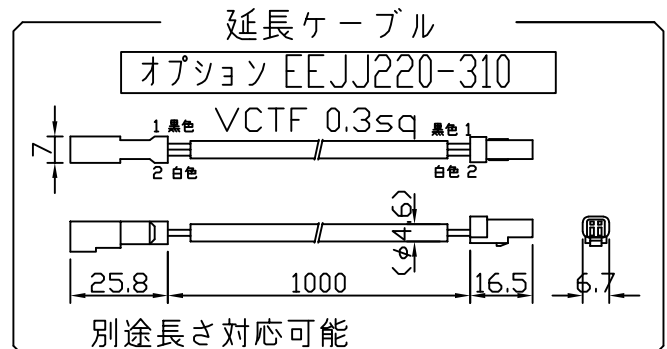 延長ケーブル
オプション EEJJ220-310
VCTF 0.3sq
1 黒色
黒色 1
7
2 白色
白色 2
(φ4.6)
25.8
1000
16.5
6.7
別途長さ対応可能